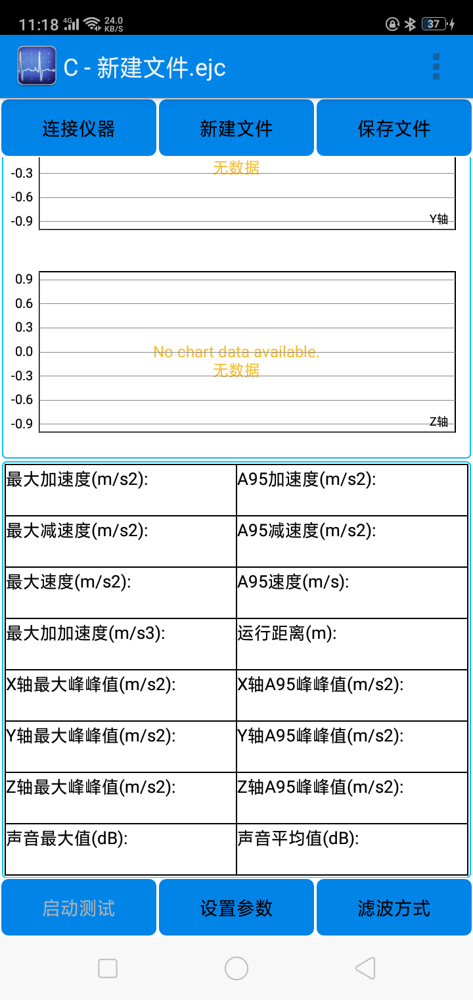 11:18 4G 24.0 KB/S 37
C - 新建文件.ejc
连接仪器 新建文件 保存文件
-0.3 无数据
-0.6
-0.9 Y轴
0.9
0.6
0.3
0.0 No chart data available.
无数据
-0.3
-0.6
-0.9 Z轴
最大加速度(m/s2): A95加速度(m/s2):
最大减速度(m/s2): A95减速度(m/s2):
最大速度(m/s2): A95速度(m/s):
最大加加速度(m/s3): 运行距离(m):
X轴最大峰峰值(m/s2): X轴A95峰峰值(m/s2):
Y轴最大峰峰值(m/s2): Y轴A95峰峰值(m/s2):
Z轴最大峰峰值(m/s2): Z轴A95峰峰值(m/s2):
声音最大值(dB): 声音平均值(dB):
启动测试 设置参数 滤波方式